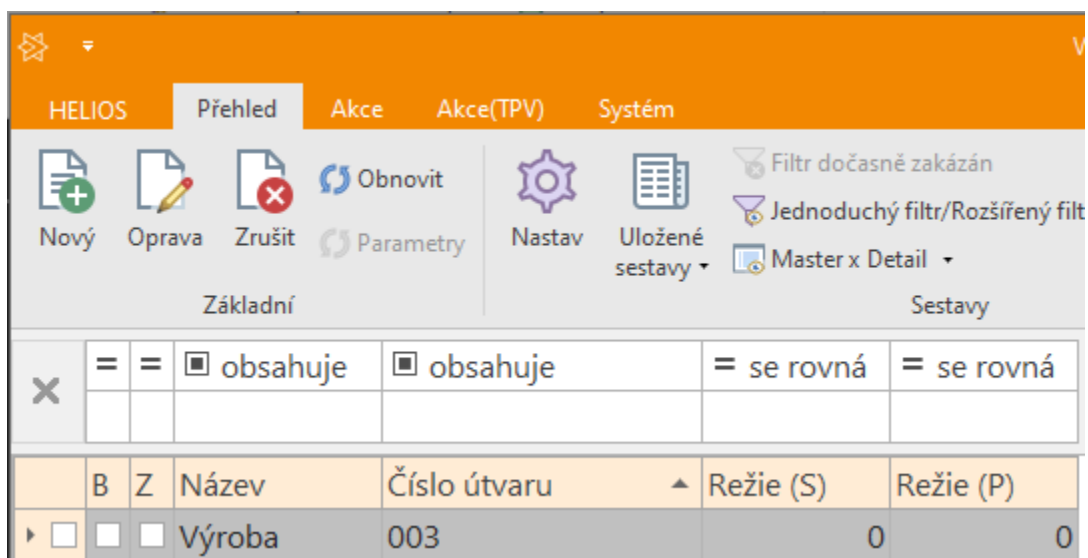 HELIOS Přehled Akce Akce(TPV) Systém
Nový Oprava Zrušit Obnovit Parametry Nastav Uložené sestavy Filtr dočasně zakázán
Jednoduchý filtr/Rozšířený filt
Master x Detail
Základní Sestavy
= = obsahuje obsahuje = se rovná = se rovná
B Z Název Číslo útvaru Režie (S) Režie (P)
Výroba 003 0 0